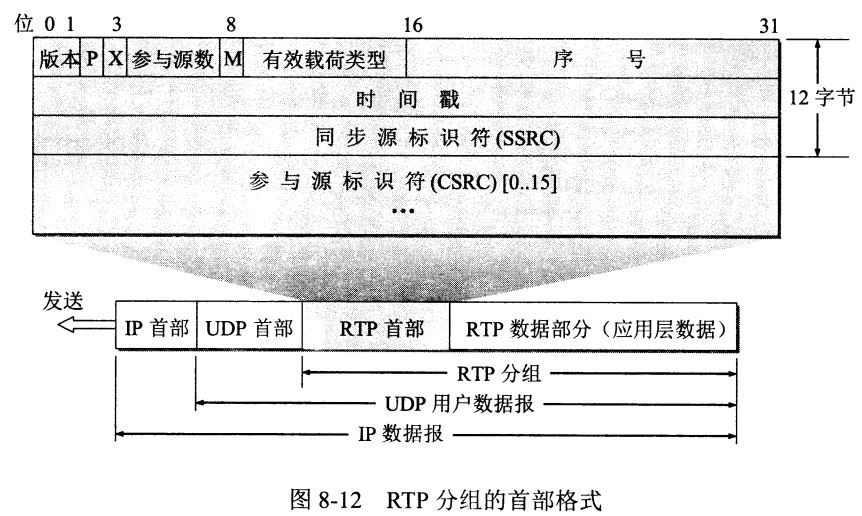 位 0 1 3 8 16 31
版本 P X 参与源数 M 有效载荷类型 序 号
时 间 戳
12 字节
同 步 源 标 识 符 (SSRC)
参 与 源 标 识 符 (CSRC) [0..15]
...
发送
IP 首部 UDP 首部 RTP 首部 RTP 数据部分（应用层数据）
RTP 分组
UDP 用户数据报
IP 数据报
图 8-12 RTP 分组的首部格式